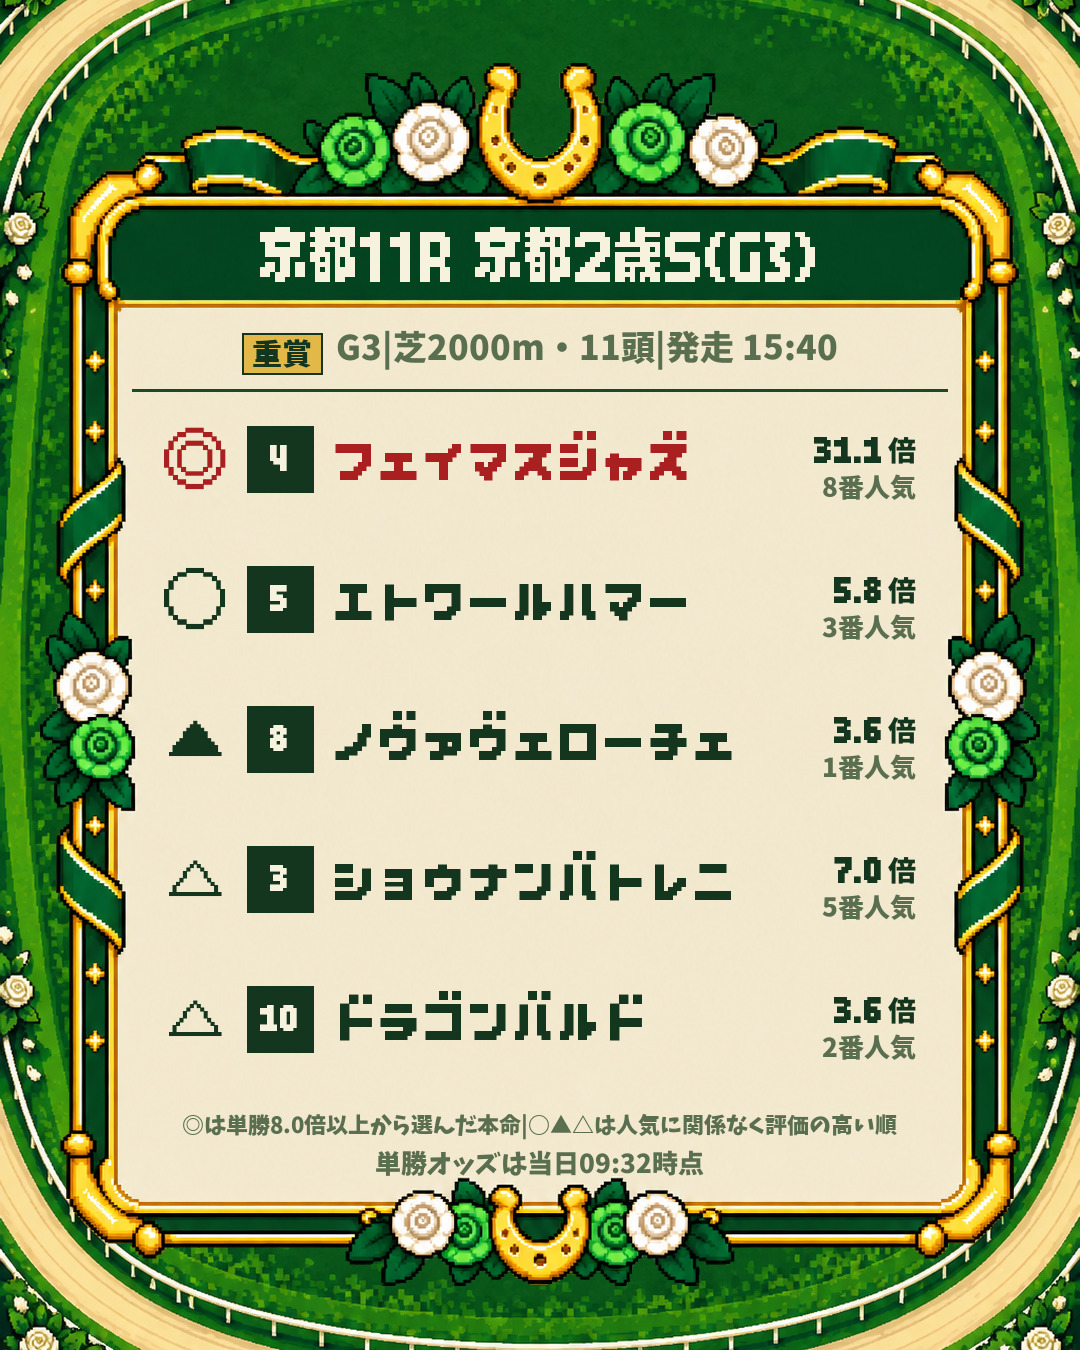 京都11R 京都2歳S(G3)
重賞 G3|芝2000m・11頭|発走 15:40
◎ 4 フェイマスジャズ 31.1倍
8番人気
○ 5 エトワールハマー 5.8倍
3番人気
▲ 8 ノヴァヴェローチェ 3.6倍
1番人気
△ 3 ショウナンバトレニ 7.0倍
5番人気
△ 10 ドラゴンバルド 3.6倍
2番人気
◎は単勝8.0倍以上から選んだ本命|○▲△は人気に関係なく評価の高い順
単勝オッズは当日09:32時点